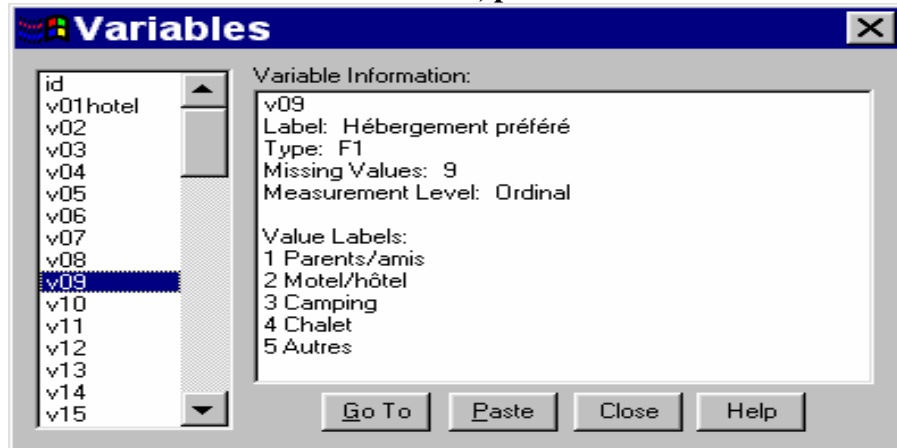 Variables
id
v01hotel
v02
v03
v04
v05
v06
v07
v08
v09
v10
v11
v12
v13
v14
v15
Variable Information:
v09
Label: Hébergement préféré
Type: F1
Missing Values: 9
Measurement Level: Ordinal
Value Labels:
1 Parents/amis
2 Motel/hôtel
3 Camping
4 Chalet
5 Autres
Go To
Paste
Close
Help